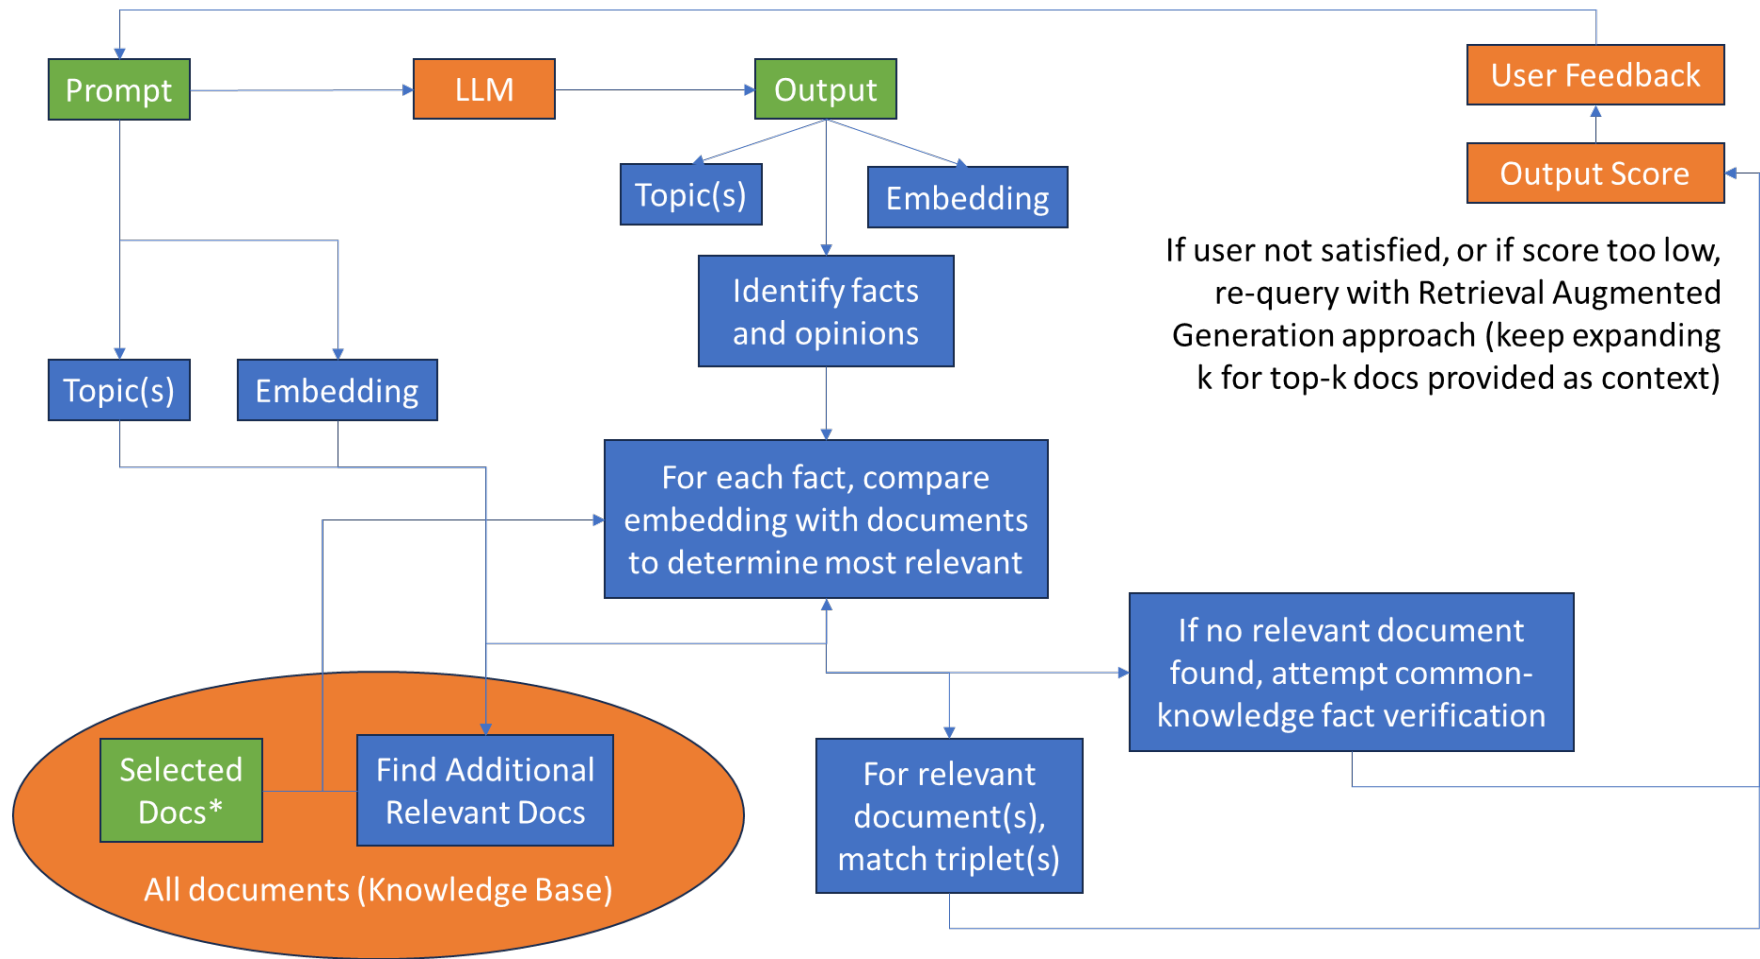 Prompt
LLM
Output
User Feedback
Output Score
Topic(s)
Embedding
If user not satisfied, or if score too low,
re-query with Retrieval Augmented
Generation approach (keep expanding
k for top-k docs provided as context)
Identify facts
and opinions
Topic(s)
Embedding
For each fact, compare
embedding with documents
to determine most relevant
If no relevant document
found, attempt common-
knowledge fact verification
Selected
Docs*
Find Additional
Relevant Docs
For relevant
document(s),
match triplet(s)
All documents (Knowledge Base)